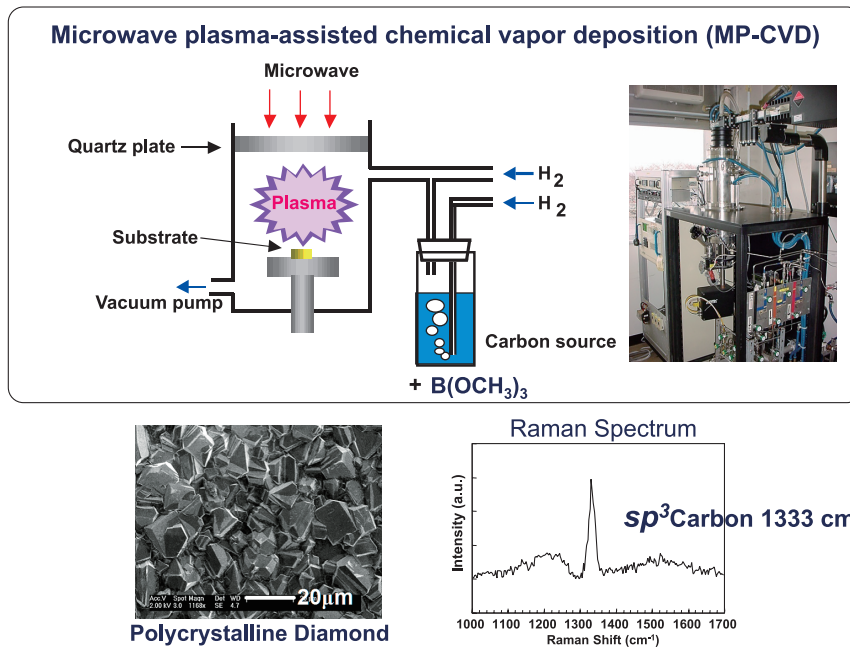 Microwave plasma-assisted chemical vapor deposition (MP-CVD)
Microwave
Quartz plate
Plasma
H2
H2
Substrate
Vacuum pump
Carbon source
+ B(OCH3)3
Acc.V Spot Magn Det WD
2.00 kV 3.0 1168x SE 4.7
20μm
Polycrystalline Diamond
Raman Spectrum
Intensity (a.u.)
sp3Carbon 1333 cm
1000 1100 1200 1300 1400 1500 1600 1700
Raman Shift (cm-1)